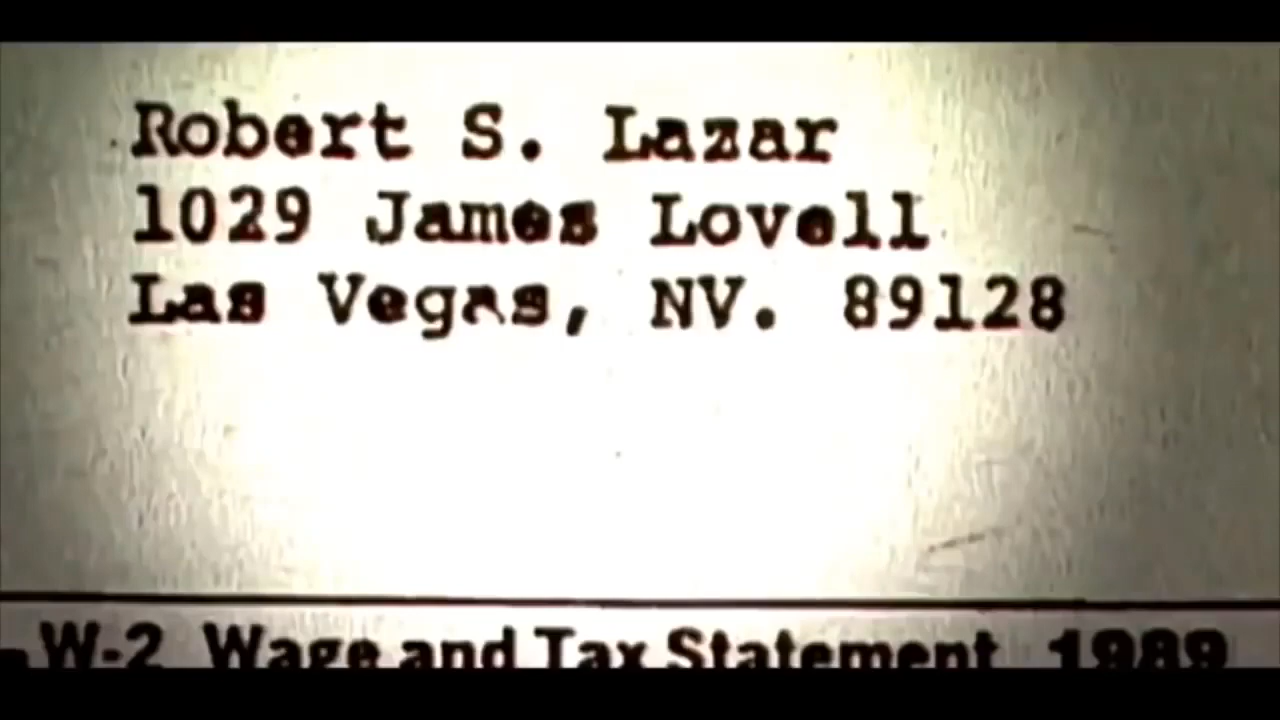 Robert S. Lazar
1029 James Lovell
Las Vegas, NV. 89128
W-2 Wage and Tax Statement 1989